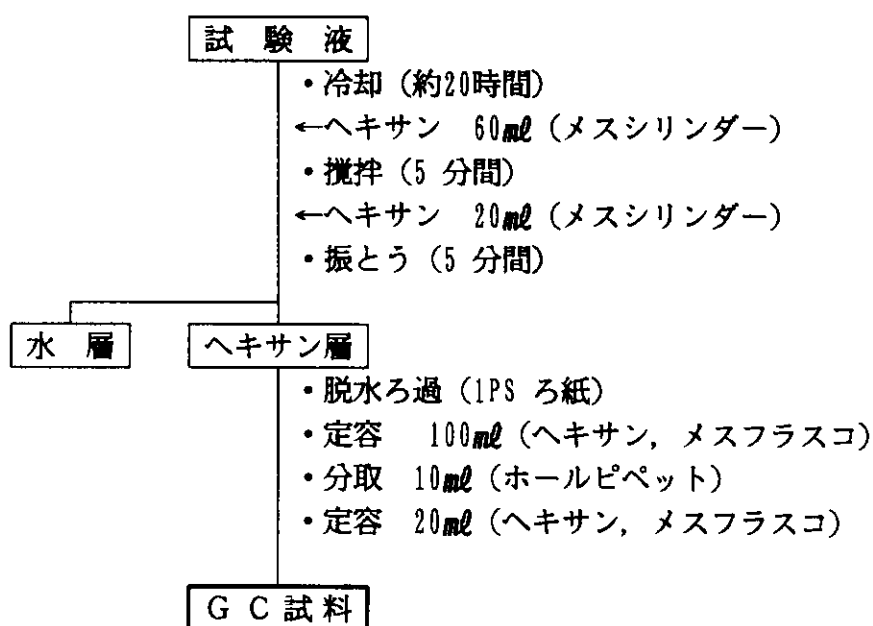 試 験 液
・冷却 (約20時間)
←ヘキサン 60㎖ (メスシリンダー)
・攪拌 (5 分間)
←ヘキサン 20㎖ (メスシリンダー)
・振とう (5 分間)
水 層
ヘキサン層
・脱水ろ過 (1PS ろ紙)
・定容 100㎖ (ヘキサン, メスフラスコ)
・分取 10㎖ (ホールピペット)
・定容 20㎖ (ヘキサン, メスフラスコ)
G C 試 料